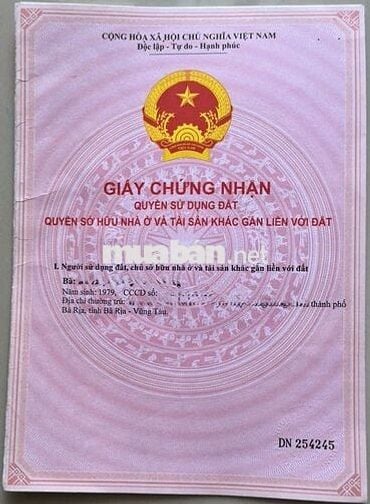 CỘNG HÒA XÃ HỘI CHỦ NGHĨA VIỆT NAM
Độc lập - Tự do - Hạnh phúc
GIẤY CHỨNG NHẬN
QUYỀN SỬ DỤNG ĐẤT
QUYỀN SỞ HỮU NHÀ Ở VÀ TÀI SẢN KHÁC GẮN LIỀN VỚI ĐẤT
muaban.net
I. Người sử dụng đất, chủ sở hữu nhà ở và tài sản khác gắn liền với đất
Bà:
Năm sinh: 1979, CCCD số:
Địa chỉ thường trú: thành phố
Bà Rịa, tỉnh Bà Rịa - Vũng Tàu.
DN 254245